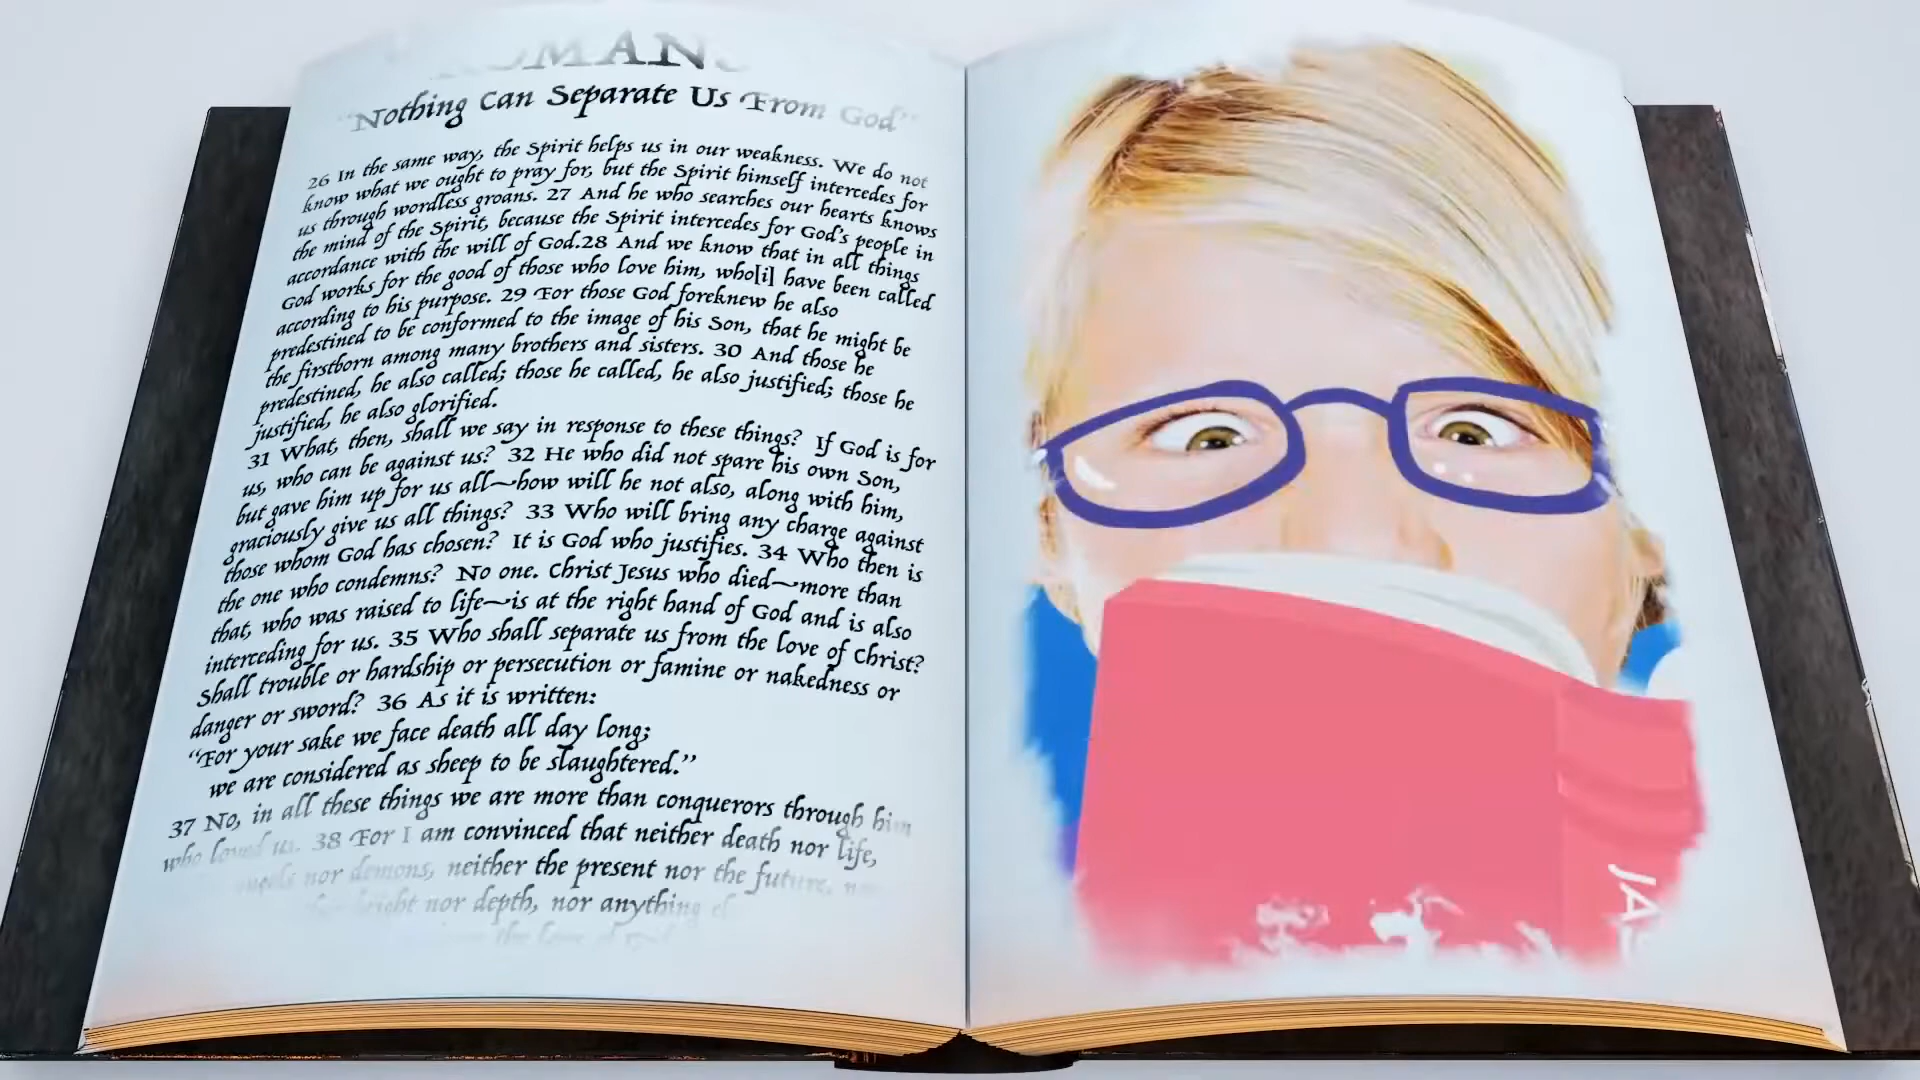 ROMANS
"Nothing Can Separate Us From God"
26 In the same way, the Spirit helps us in our weakness. We do not
know what we ought to pray for, but the Spirit himself intercedes for
us through wordless groans. 27 And he who searches our hearts knows
the mind of the Spirit, because the Spirit intercedes for God's people in
accordance with the will of God.28 And we know that in all things
God works for the good of those who love him, who[i] have been called
according to his purpose. 29 For those God foreknew he also
predestined to be conformed to the image of his Son, that he might be
the firstborn among many brothers and sisters. 30 And those he
predestined, he also called; those he called, he also justified; those he
justified, he also glorified.
31 What, then, shall we say in response to these things? If God is for
us, who can be against us? 32 He who did not spare his own Son,
but gave him up for us all—how will he not also, along with him,
graciously give us all things? 33 Who will bring any charge against
those whom God has chosen? It is God who justifies. 34 Who then is
the one who condemns? No one. Christ Jesus who died—more than
that, who was raised to life—is at the right hand of God and is also
interceding for us. 35 Who shall separate us from the love of Christ?
Shall trouble or hardship or persecution or famine or nakedness or
danger or sword? 36 As it is written:
"For your sake we face death all day long;
we are considered as sheep to be slaughtered."
37 No, in all these things we are more than conquerors through him
who loved us. 38 For I am convinced that neither death nor life,
angels nor demons, neither the present nor the future,
height nor depth, nor anything
the love of
JAS